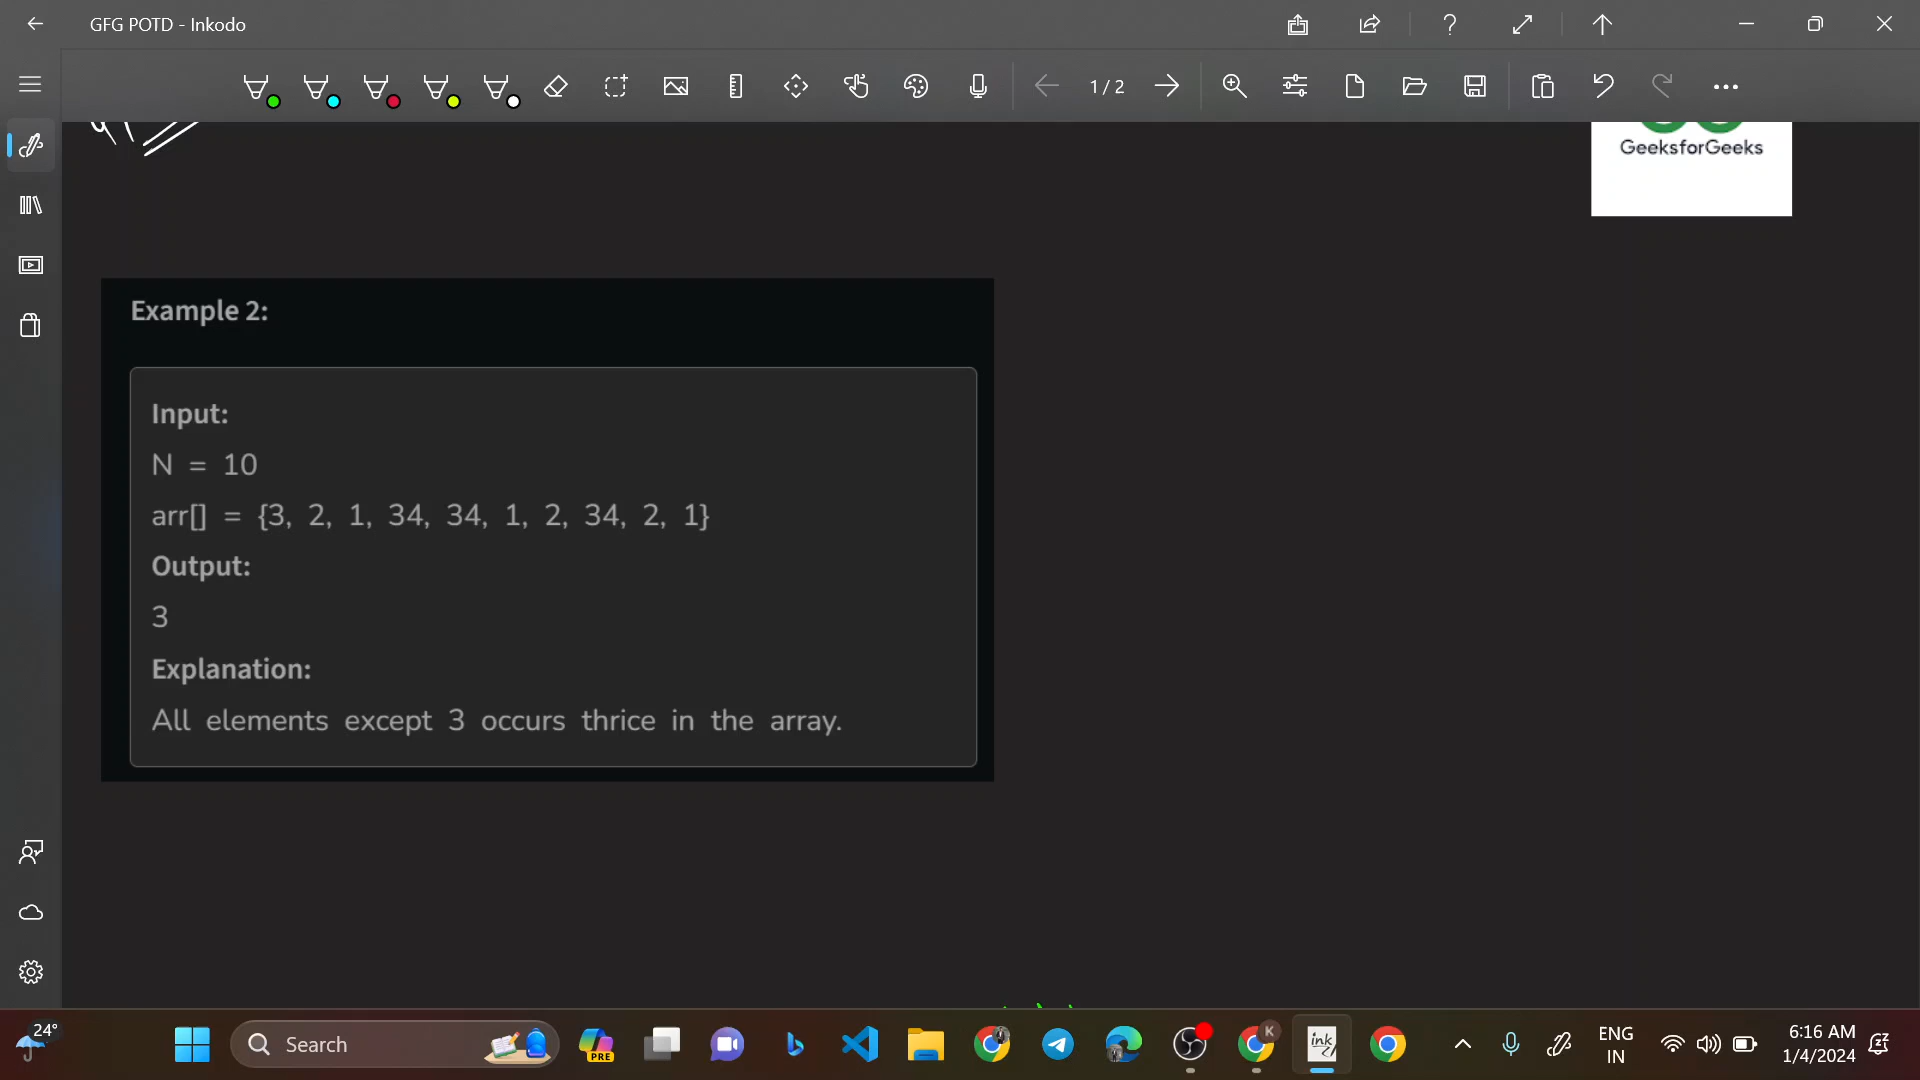 GFG POTD - Inkodo
1 / 2
GeeksforGeeks
Example 2:
Input:
N = 10
arr[] = {3, 2, 1, 34, 34, 1, 2, 34, 2, 1}
Output:
3
Explanation:
All elements except 3 occurs thrice in the array.
24°
Search
PRE
K
ink
ENG
IN
6:16 AM
1/4/2024